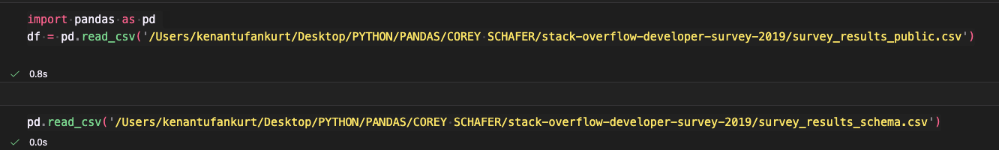 import pandas as pd
df = pd.read_csv('/Users/kenantufankurt/Desktop/PYTHON/PANDAS/COREY SCHAFER/stack-overflow-developer-survey-2019/survey_results_public.csv')
0.8s
pd.read_csv('/Users/kenantufankurt/Desktop/PYTHON/PANDAS/COREY SCHAFER/stack-overflow-developer-survey-2019/survey_results_schema.csv')
0.0s